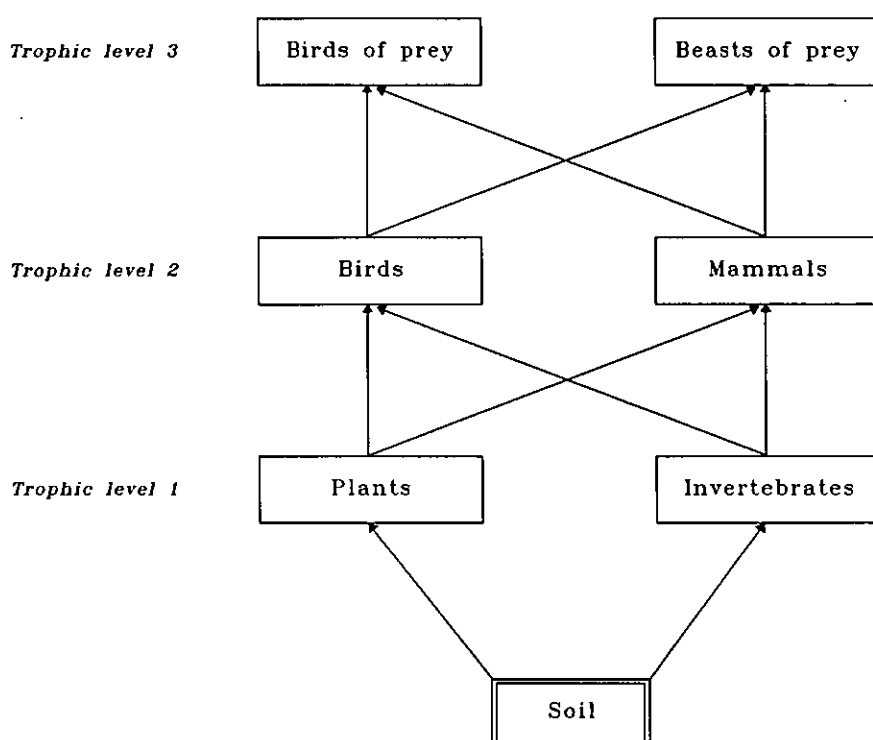 Trophic level 3
Birds of prey
Beasts of prey
Trophic level 2
Birds
Mammals
Trophic level 1
Plants
Invertebrates
Soil